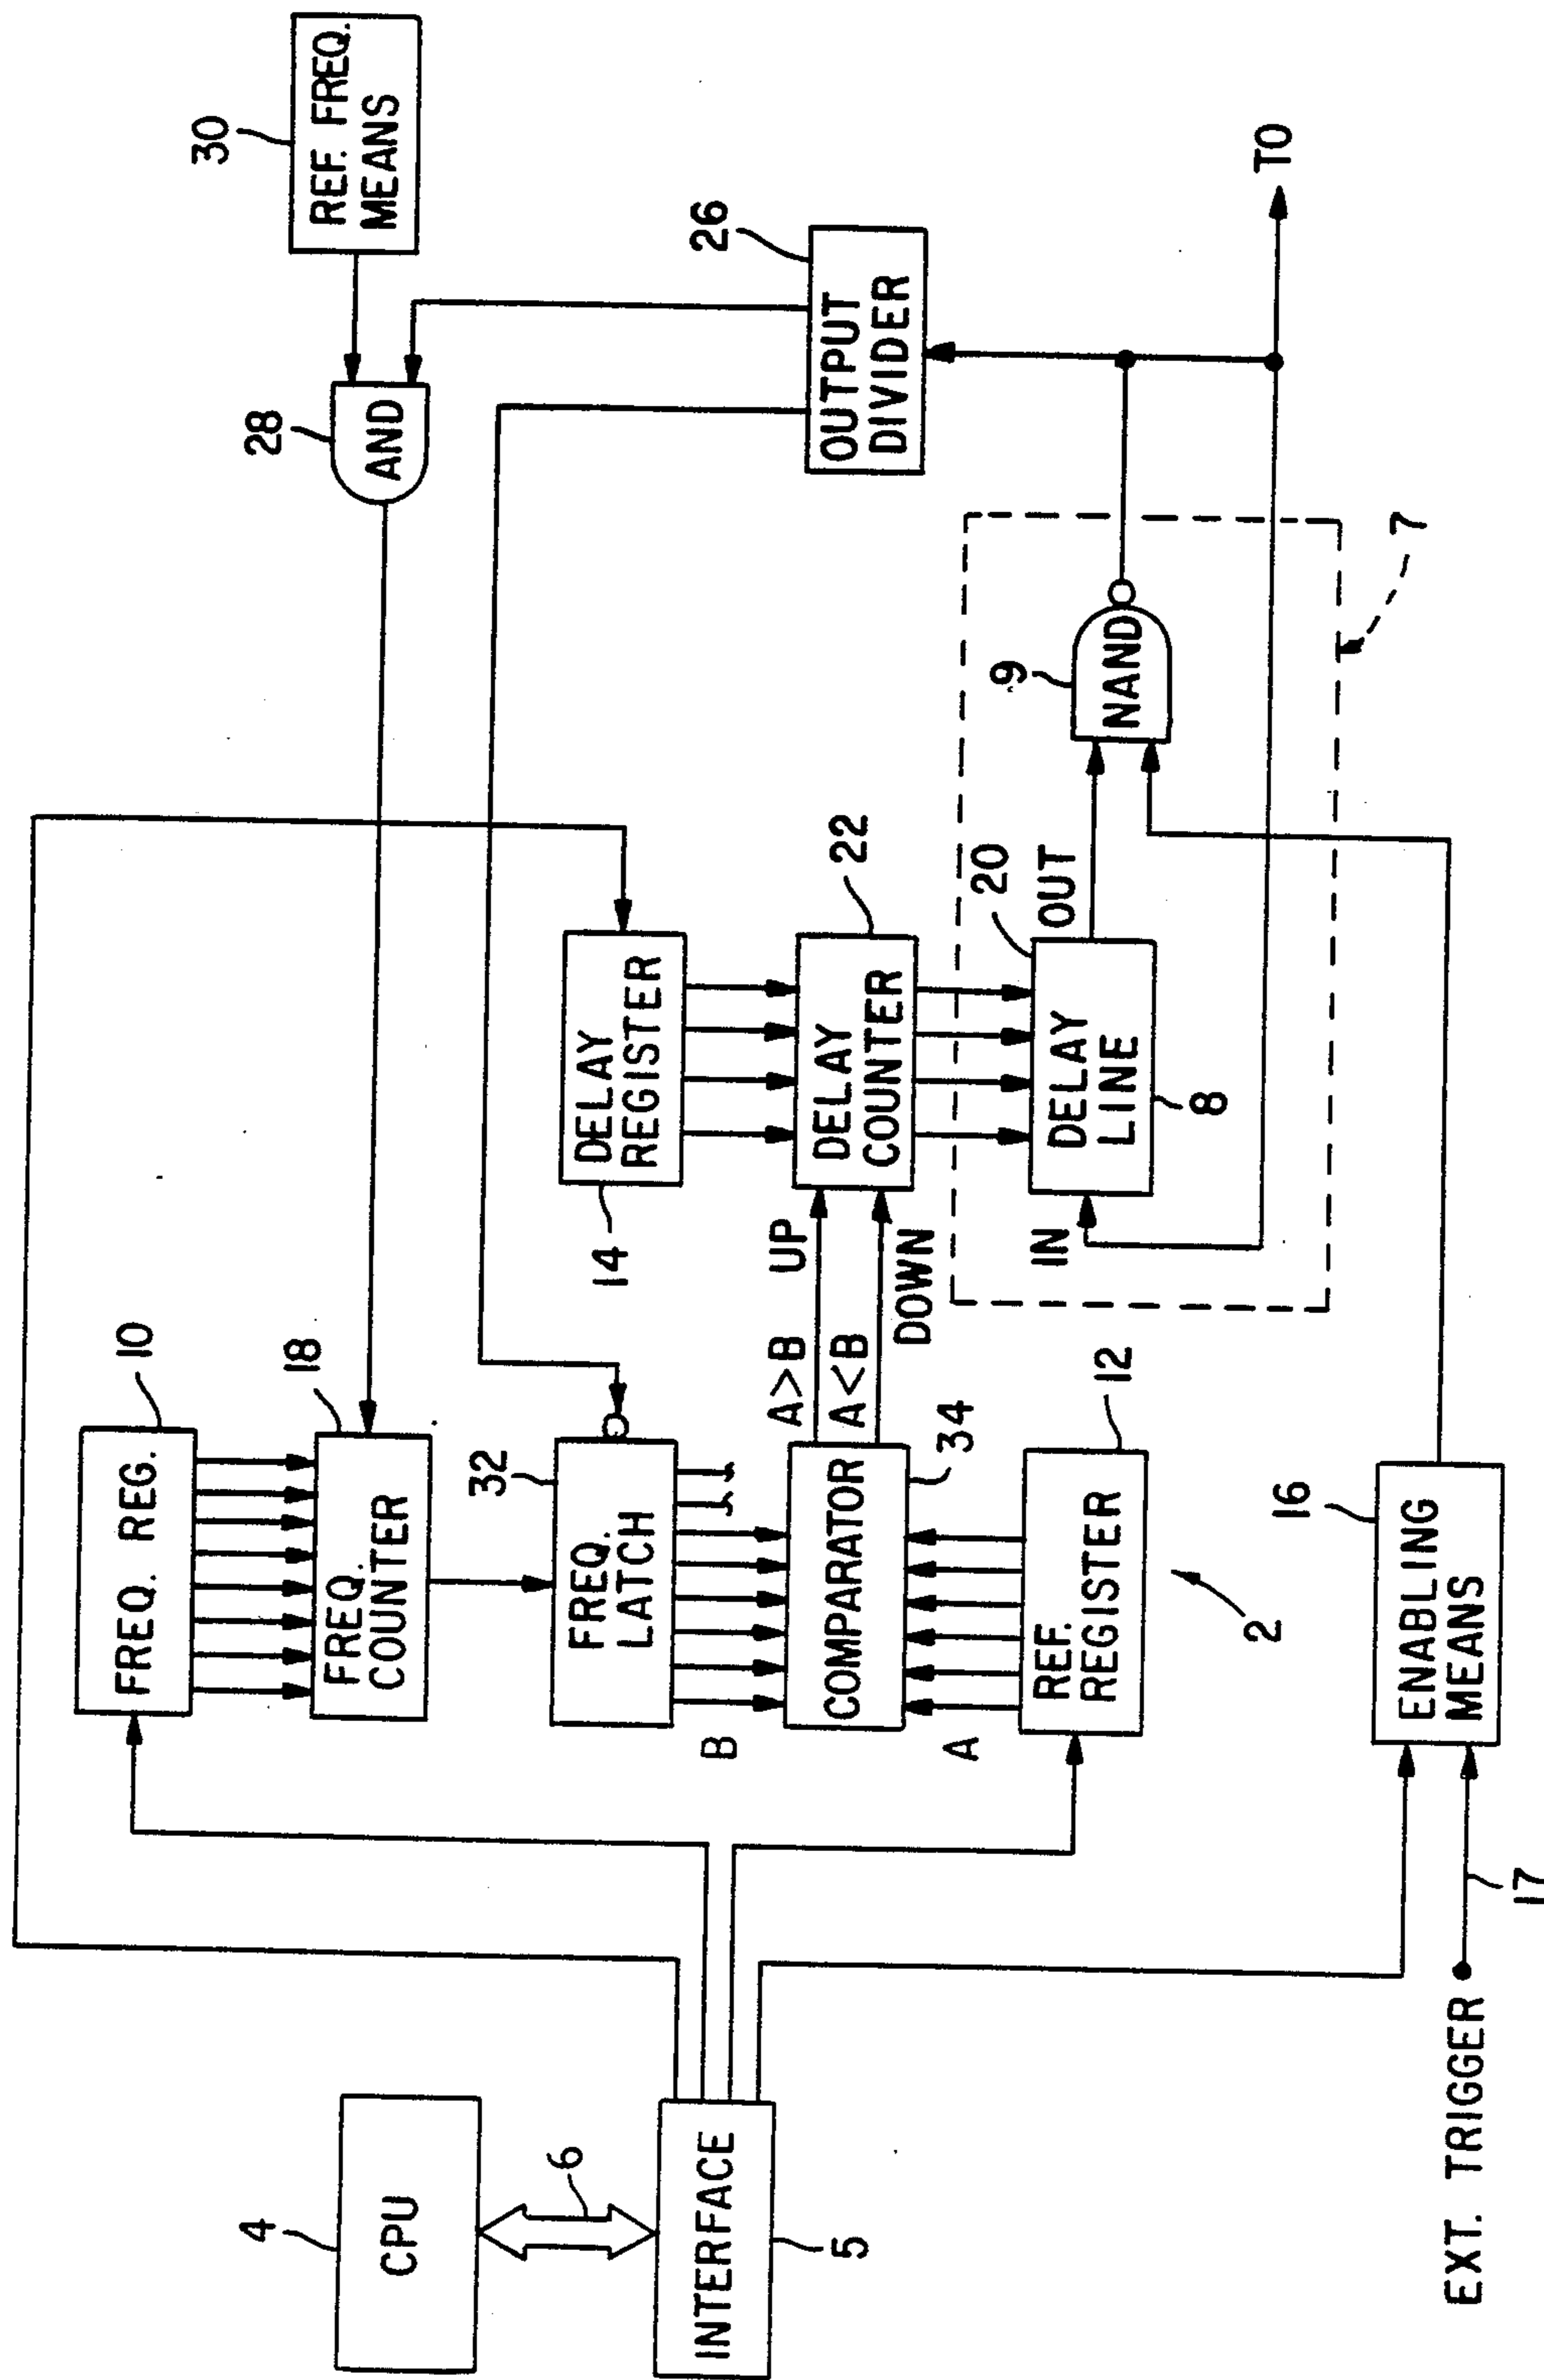 4
CPU
6
INTERFACE
5
10
FREQ. REG.
18
FREQ.
COUNTER
32
FREQ.
LATCH
B
COMPARATOR
34
A
REF.
REGISTER
12
2
A>B
UP
A<B
DOWN
14
DELAY
REGISTER
DELAY
COUNTER
22
20
IN
DELAY
LINE
OUT
8
9
NAND
7
28
AND
30
REF. FREQ.
MEANS
26
OUTPUT
DIVIDER
TO
16
ENABLING
MEANS
17
EXT. TRIGGER